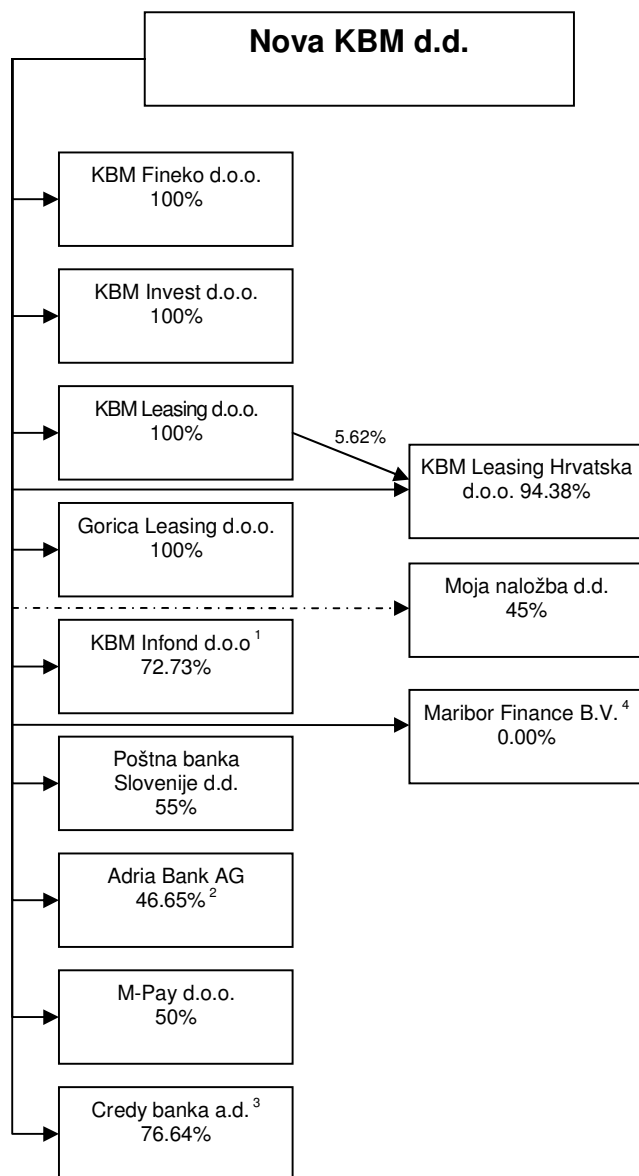 Nova KBM d.d.
KBM Fineko d.o.o.
100%
KBM Invest d.o.o.
100%
KBM Leasing d.o.o.
100%
5.62%
KBM Leasing Hrvatska
d.o.o. 94.38%
Gorica Leasing d.o.o.
100%
Moja naložba d.d.
45%
KBM Infond d.o.o ¹
72.73%
Maribor Finance B.V. ⁴
0.00%
Poštna banka
Slovenije d.d.
55%
Adria Bank AG
46.65% ²
M-Pay d.o.o.
50%
Credy banka a.d. ³
76.64%